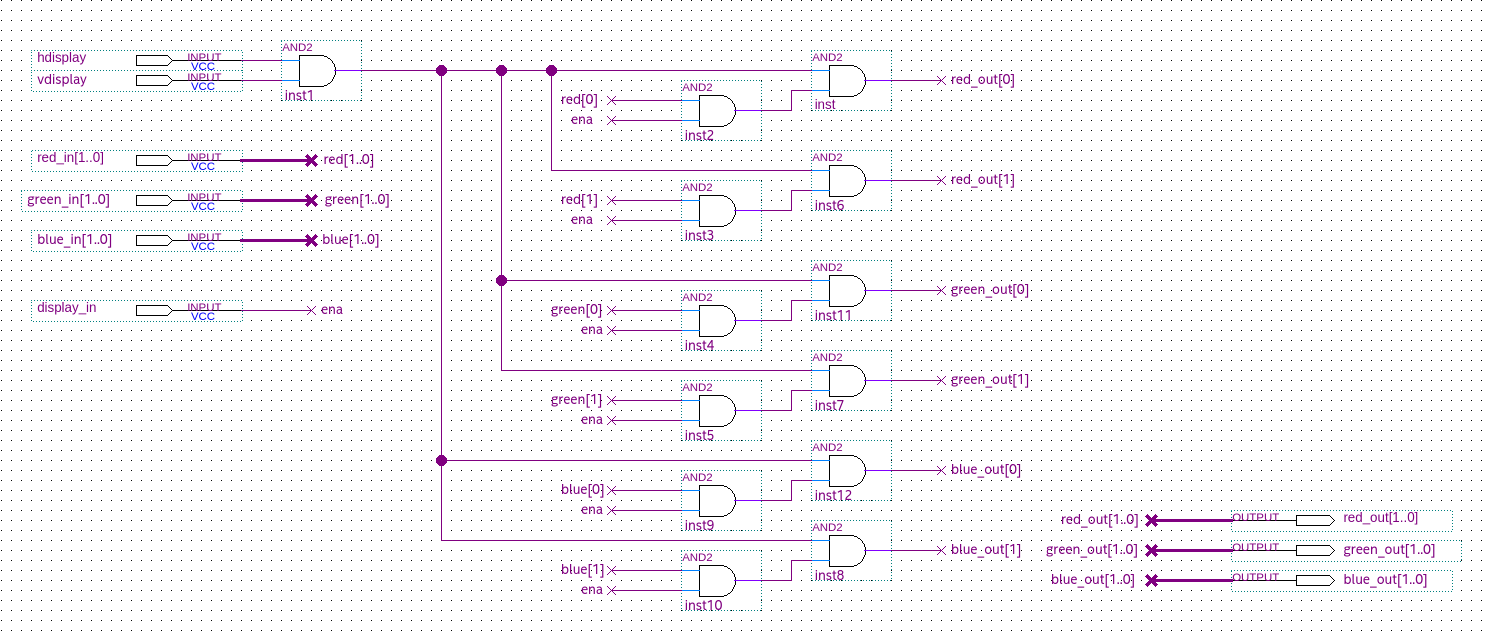 hdisplay INPUT VCC
vdisplay INPUT VCC
AND2
inst1
red_in[1..0] INPUT VCC red[1..0]
green_in[1..0] INPUT VCC green[1..0]
blue_in[1..0] INPUT VCC blue[1..0]
display_in INPUT VCC ena
AND2
red[0]
ena
inst2
AND2
inst
red_out[0]
AND2
red[1]
ena
inst3
AND2
inst6
red_out[1]
AND2
green[0]
ena
inst4
AND2
inst11
green_out[0]
AND2
green[1]
ena
inst5
AND2
inst7
green_out[1]
AND2
blue[0]
ena
inst9
AND2
inst12
blue_out[0]
AND2
blue[1]
ena
inst10
AND2
inst8
blue_out[1]
red_out[1..0] OUTPUT red_out[1..0]
green_out[1..0] OUTPUT green_out[1..0]
blue_out[1..0] OUTPUT blue_out[1..0]